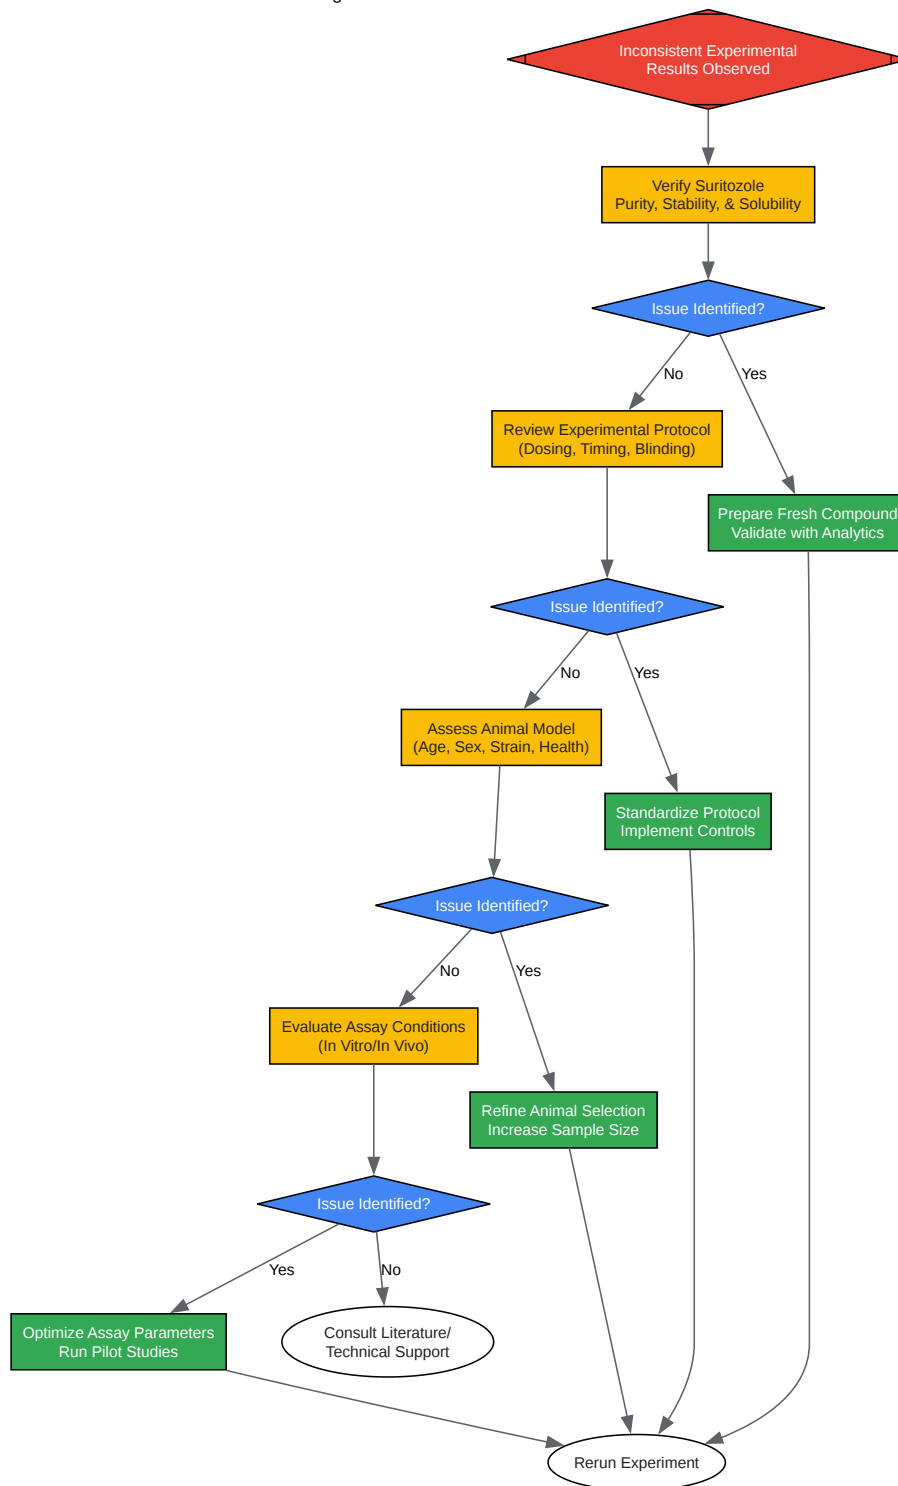 Inconsistent Experimental
Results Observed
Verify Suritozole
Purity, Stability, & Solubility
Issue Identified?
No
Yes
Review Experimental Protocol
(Dosing, Timing, Blinding)
Prepare Fresh Compound
Validate with Analytics
Issue Identified?
No
Yes
Assess Animal Model
(Age, Sex, Strain, Health)
Standardize Protocol
Implement Controls
Issue Identified?
No
Yes
Evaluate Assay Conditions
(In Vitro/In Vivo)
Refine Animal Selection
Increase Sample Size
Issue Identified?
Yes
No
Optimize Assay Parameters
Run Pilot Studies
Consult Literature/
Technical Support
Rerun Experiment